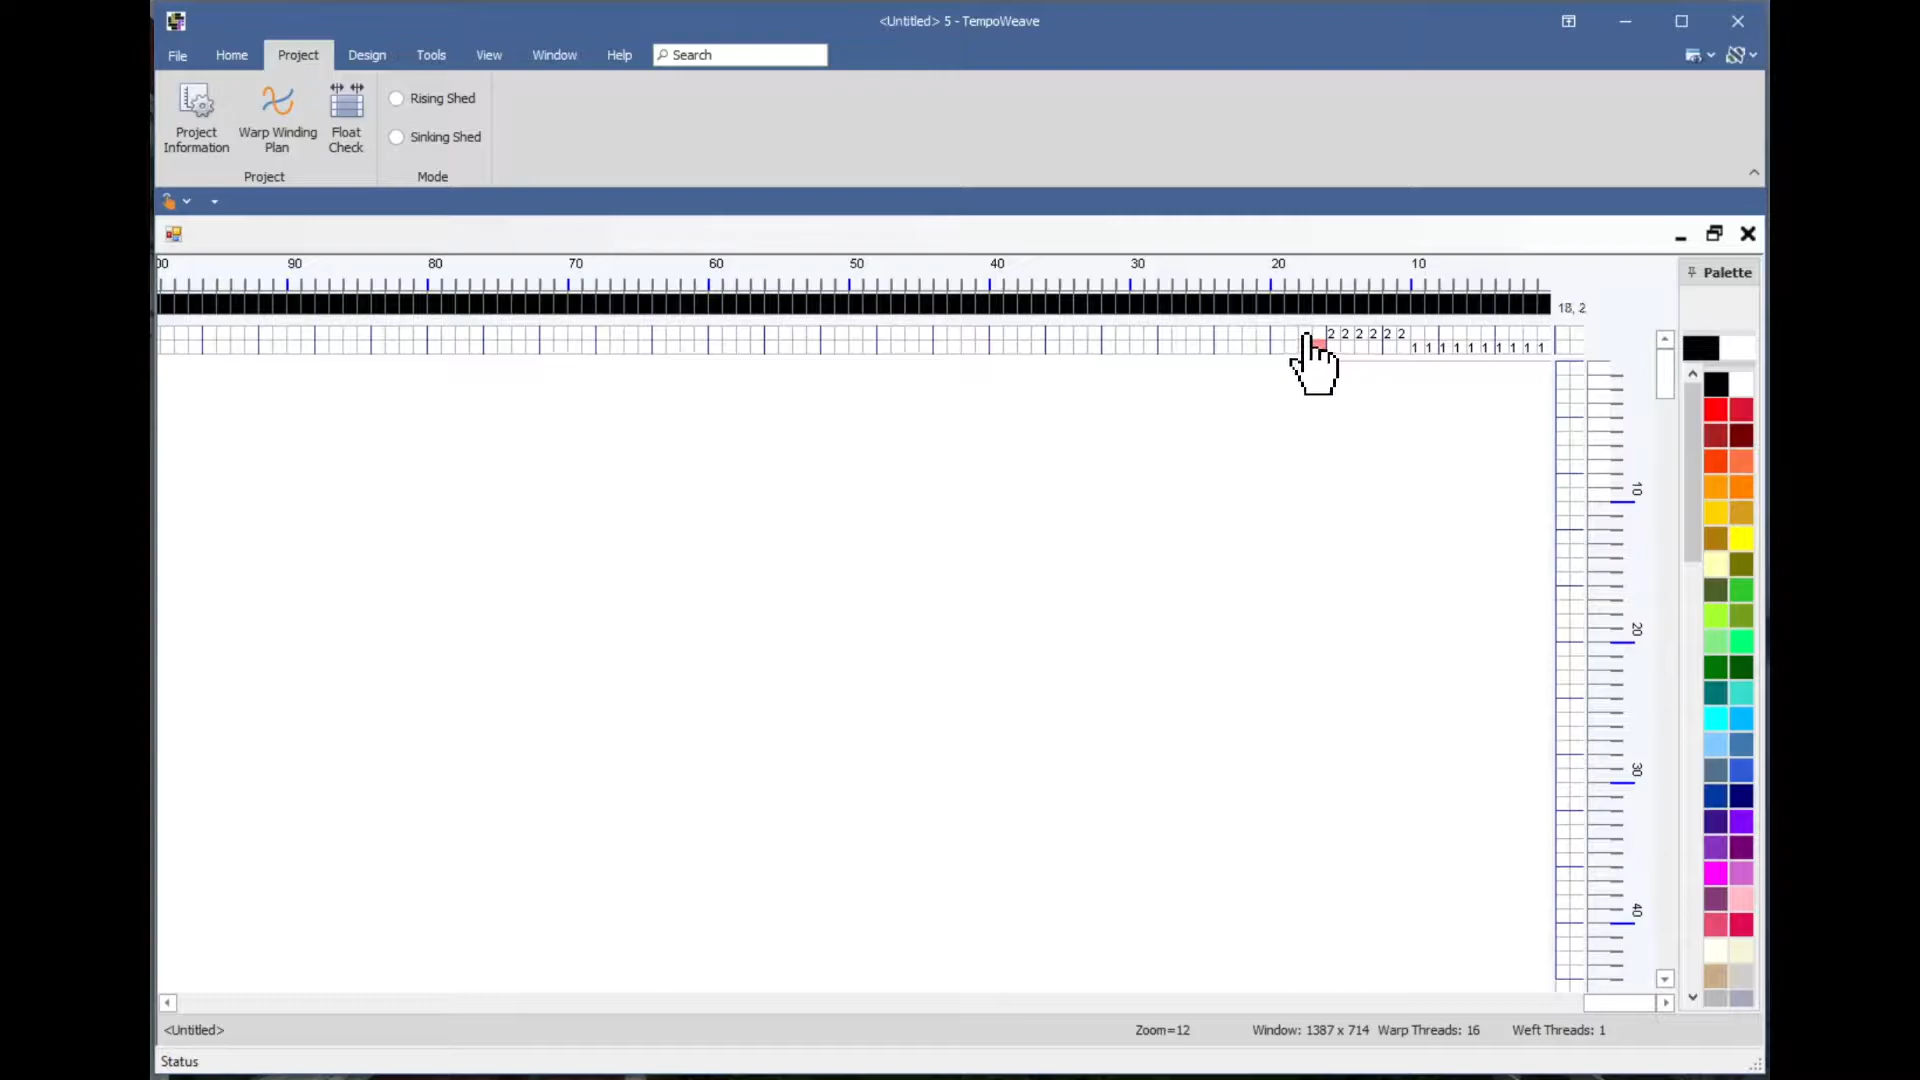 <Untitled> 5 - TempoWeave
File Home Project Design Tools View Window Help Search
Rising Shed
Sinking Shed
Project Information
Warp Winding Plan
Float Check
Project
Mode
00 90 80 70 60 50 40 30 20 10
18, 2
2 2 2 2 2 2
1 1 1 1 1 1 1 1 1 1
Palette
10
20
30
40
<Untitled> Zoom=12 Window: 1387 x 714 Warp Threads: 16 Weft Threads: 1
Status